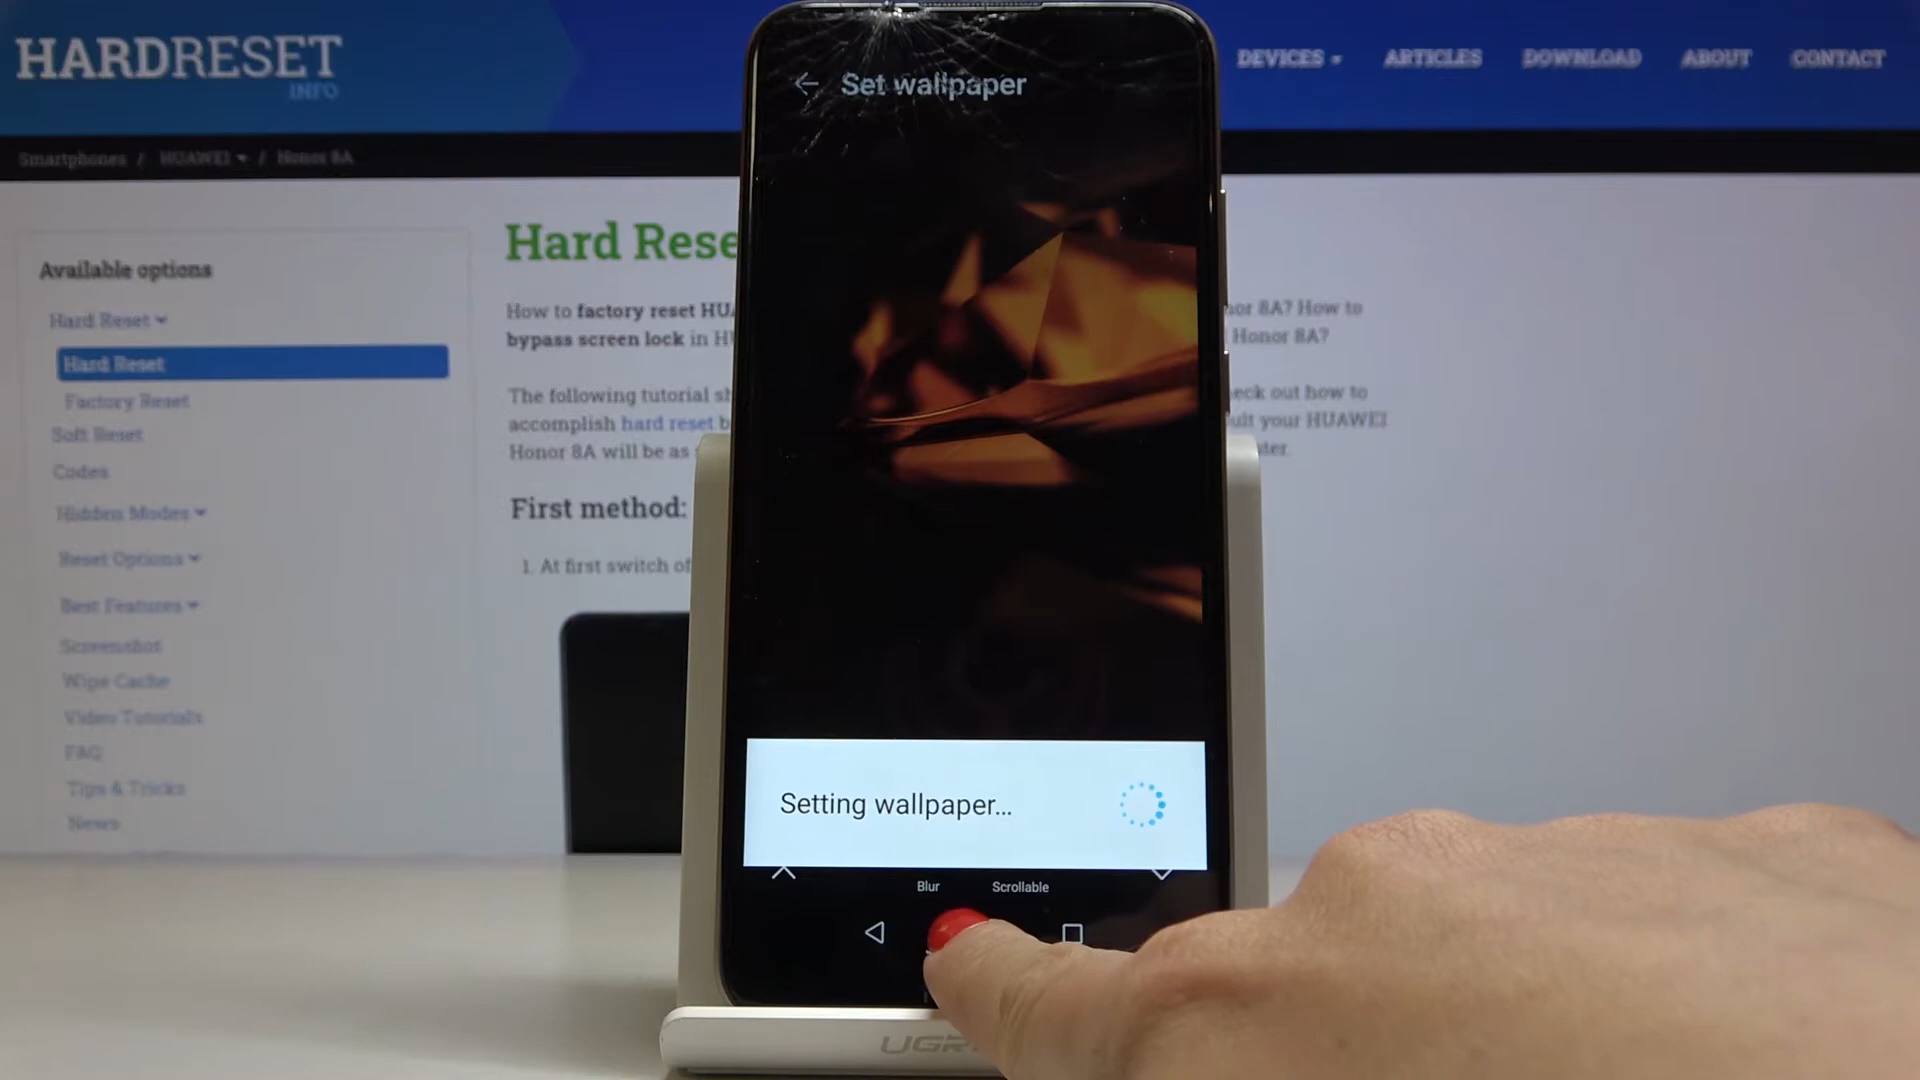 HARDRESET
INFO
DEVICES
ARTICLES
DOWNLOAD
ABOUT
CONTACT
Smartphones / HUAWEI / Honor 8A
Available options
Hard Reset
Hard Reset
Factory Reset
Soft Reset
Codes
Hidden Modes
Reset Options
Best Features
Screenshot
Wipe Cache
Video Tutorials
FAQ
Tips & Tricks
News
Hard Rese
How to factory reset HUA
nor 8A? How to
bypass screen lock in H
Honor 8A?
The following tutorial sh
eck out how to
accomplish hard reset b
ult your HUAWEI
Honor 8A will be as
ter.
First method:
1. At first switch of
Set wallpaper
Setting wallpaper...
Blur
Scrollable
UGR